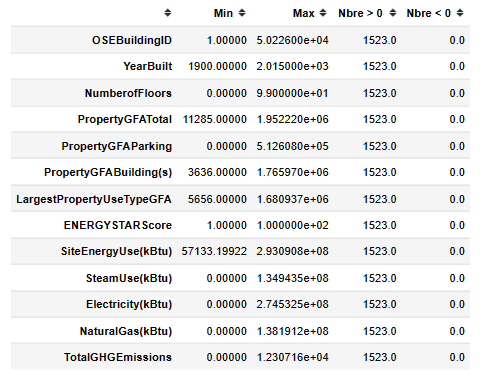 Min Max Nbre > 0 Nbre < 0
OSEBuildingID 1.00000 5.022600e+04 1523.0 0.0
YearBuilt 1900.00000 2.015000e+03 1523.0 0.0
NumberofFloors 0.00000 9.900000e+01 1523.0 0.0
PropertyGFATotal 11285.00000 1.952220e+06 1523.0 0.0
PropertyGFAParking 0.00000 5.126080e+05 1523.0 0.0
PropertyGFABuilding(s) 3636.00000 1.765970e+06 1523.0 0.0
LargestPropertyUseTypeGFA 5656.00000 1.680937e+06 1523.0 0.0
ENERGYSTARScore 1.00000 1.000000e+02 1523.0 0.0
SiteEnergyUse(kBtu) 57133.19922 2.930908e+08 1523.0 0.0
SteamUse(kBtu) 0.00000 1.349435e+08 1523.0 0.0
Electricity(kBtu) 0.00000 2.745325e+08 1523.0 0.0
NaturalGas(kBtu) 0.00000 1.381912e+08 1523.0 0.0
TotalGHGEmissions 0.00000 1.230716e+04 1523.0 0.0